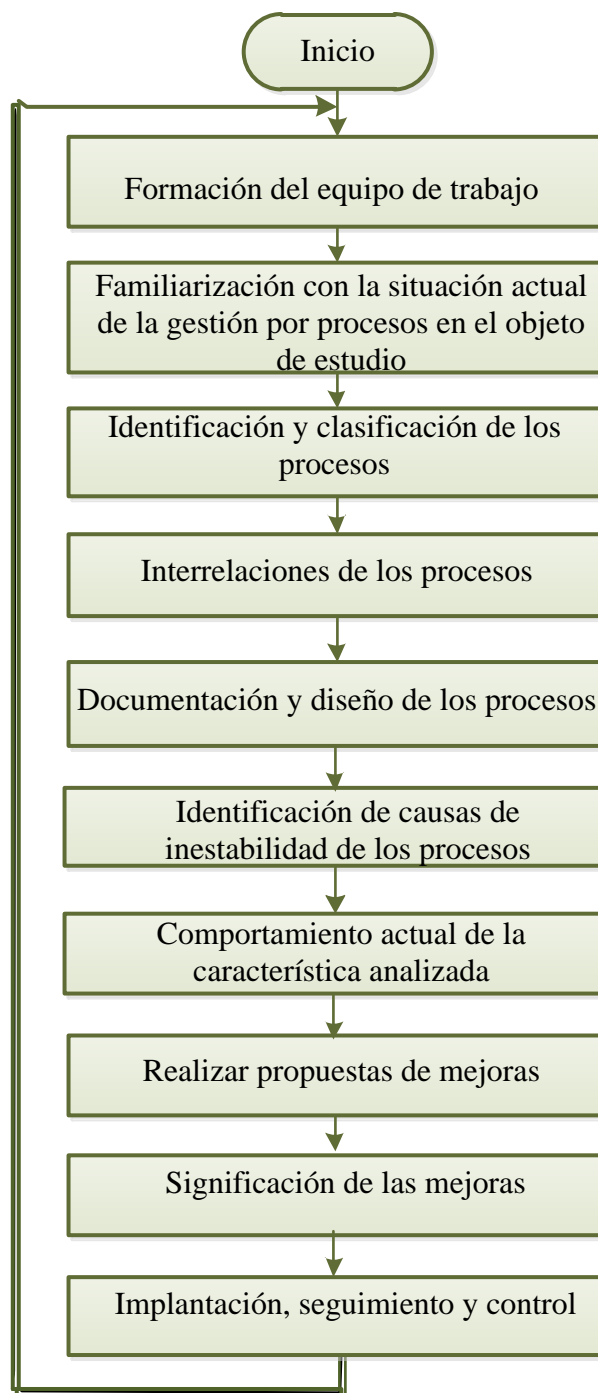 Inicio
Formación del equipo de trabajo
Familiarización con la situación actual
de la gestión por procesos en el objeto
de estudio
Identificación y clasificación de los
procesos
Interrelaciones de los procesos
Documentación y diseño de los procesos
Identificación de causas de
inestabilidad de los procesos
Comportamiento actual de la
característica analizada
Realizar propuestas de mejoras
Significación de las mejoras
Implantación, seguimiento y control